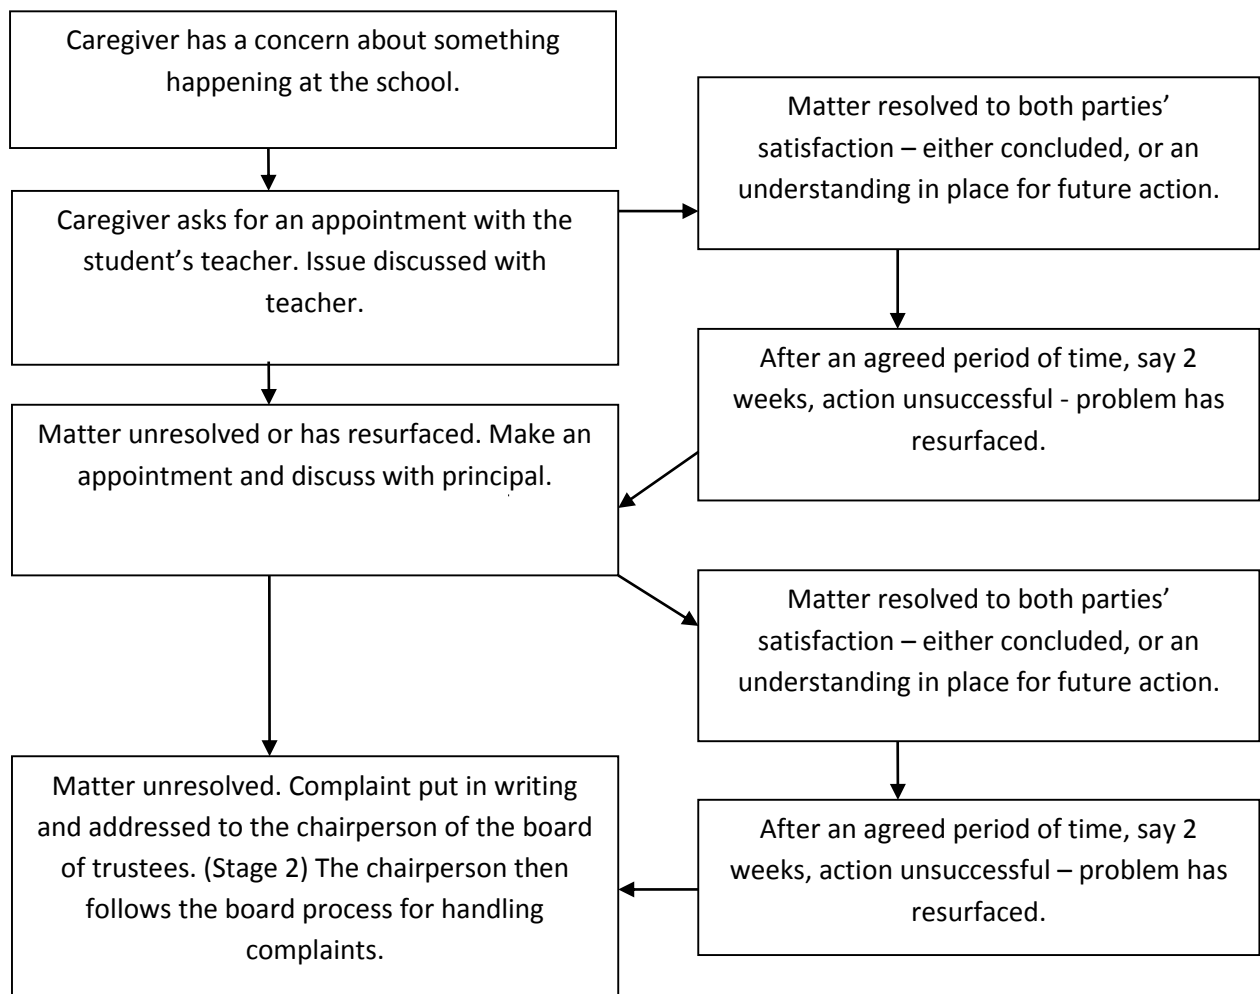 Caregiver has a concern about something
happening at the school.
Caregiver asks for an appointment with the
student’s teacher. Issue discussed with
teacher.
Matter resolved to both parties’
satisfaction – either concluded, or an
understanding in place for future action.
After an agreed period of time, say 2
weeks, action unsuccessful - problem has
resurfaced.
Matter unresolved or has resurfaced. Make an
appointment and discuss with principal.
Matter resolved to both parties’
satisfaction – either concluded, or an
understanding in place for future action.
After an agreed period of time, say 2
weeks, action unsuccessful – problem has
resurfaced.
Matter unresolved. Complaint put in writing
and addressed to the chairperson of the board
of trustees. (Stage 2) The chairperson then
follows the board process for handling
complaints.